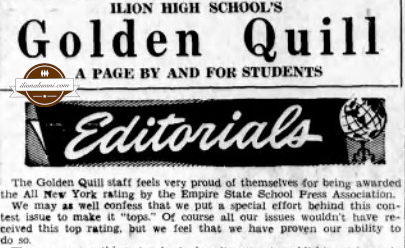 ILION HIGH SCHOOL'S
Golden Quill
A PAGE BY AND FOR STUDENTS
ilionalumni.com
Editorials
The Golden Quill staff feels very proud of themselves for being awarded
the All New York rating by the Empire State School Press Association.
We may as well confess that we put a special effort behind this con-
test issue to make it "tops." Of course all our issues wouldn't have re-
ceived this top rating, but we feel that we have proven our ability to
do so.